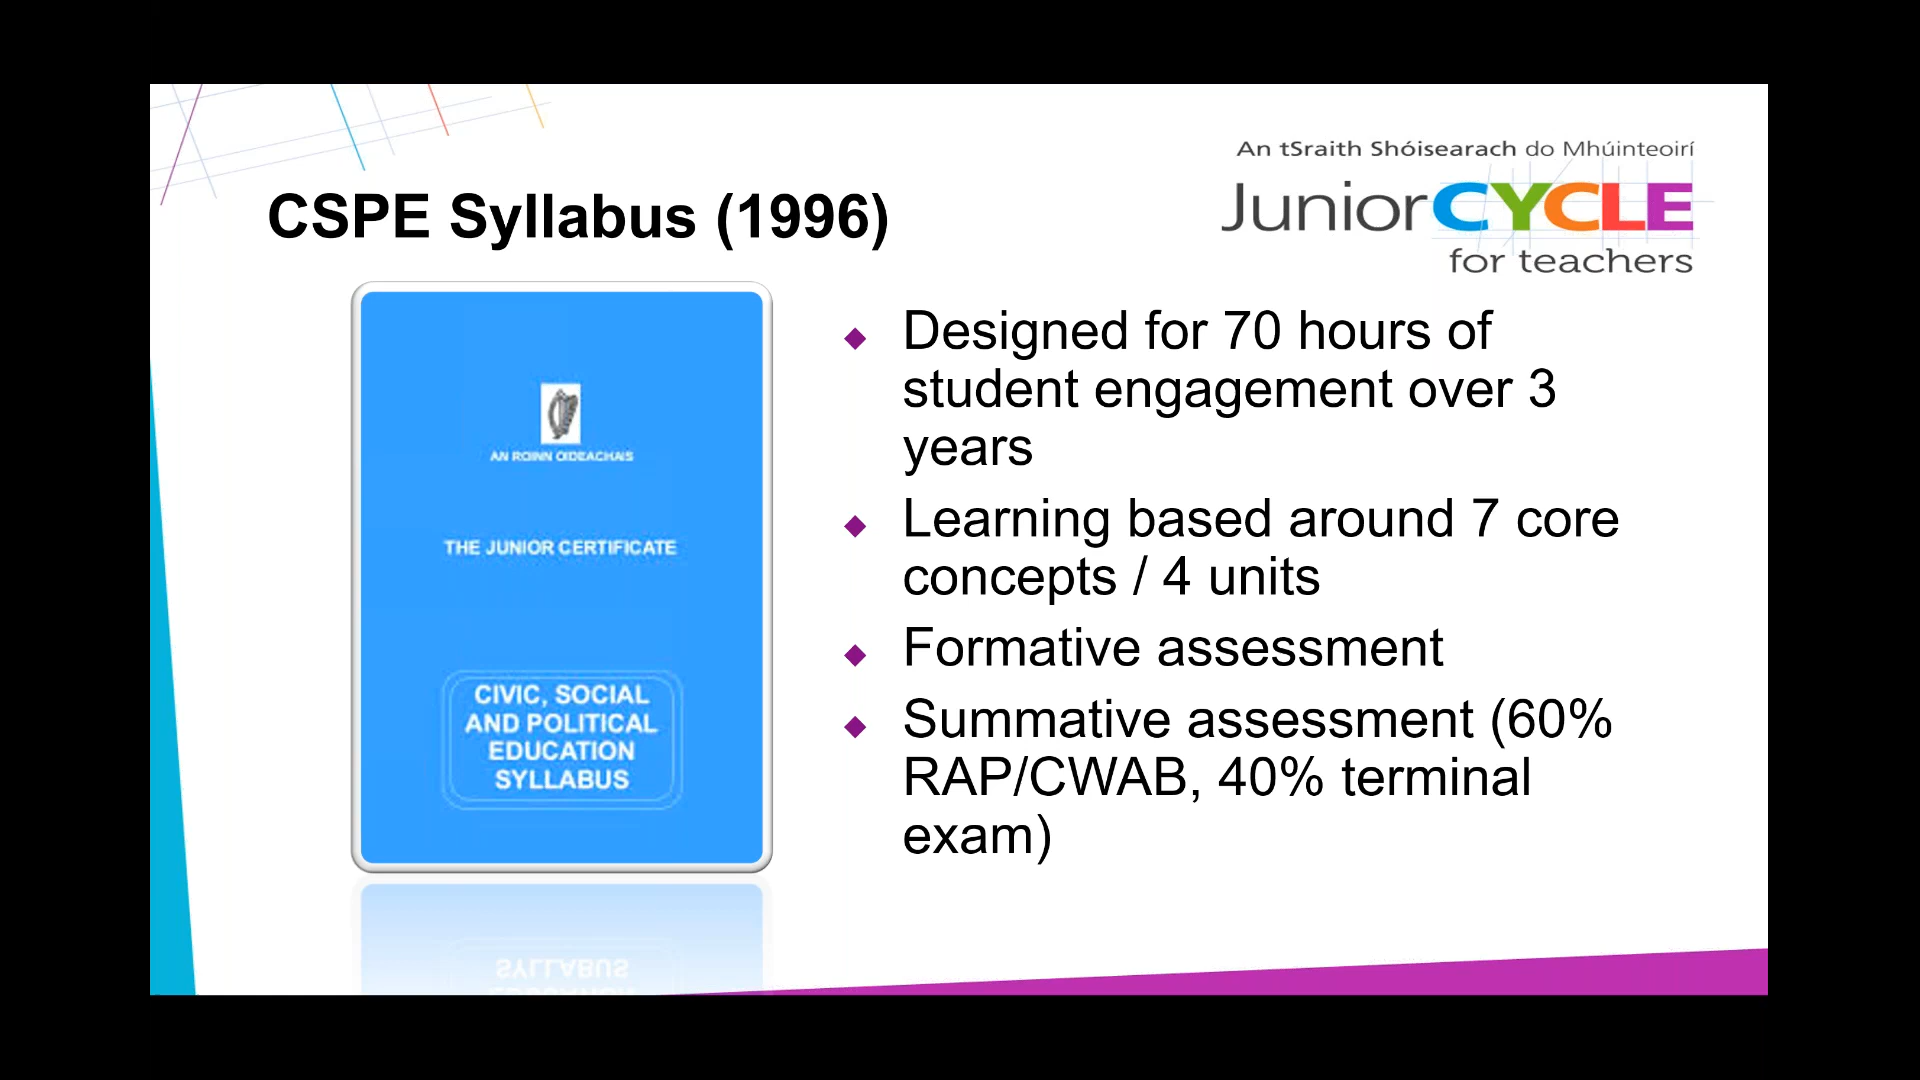 An tSraith Shóisearach do Mhúinteoirí
JuniorCYCLE
for teachers
CSPE Syllabus (1996)
AN ROINN OIDEACHAIS
THE JUNIOR CERTIFICATE
CIVIC, SOCIAL
AND POLITICAL
EDUCATION
SYLLABUS
Designed for 70 hours of
student engagement over 3
years
Learning based around 7 core
concepts / 4 units
Formative assessment
Summative assessment (60%
RAP/CWAB, 40% terminal
exam)